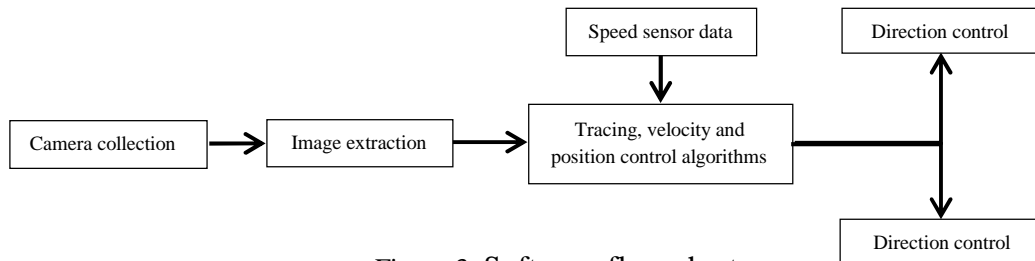 Speed sensor data
Direction control
Camera collection
Image extraction
Tracing, velocity and
position control algorithms
Direction control